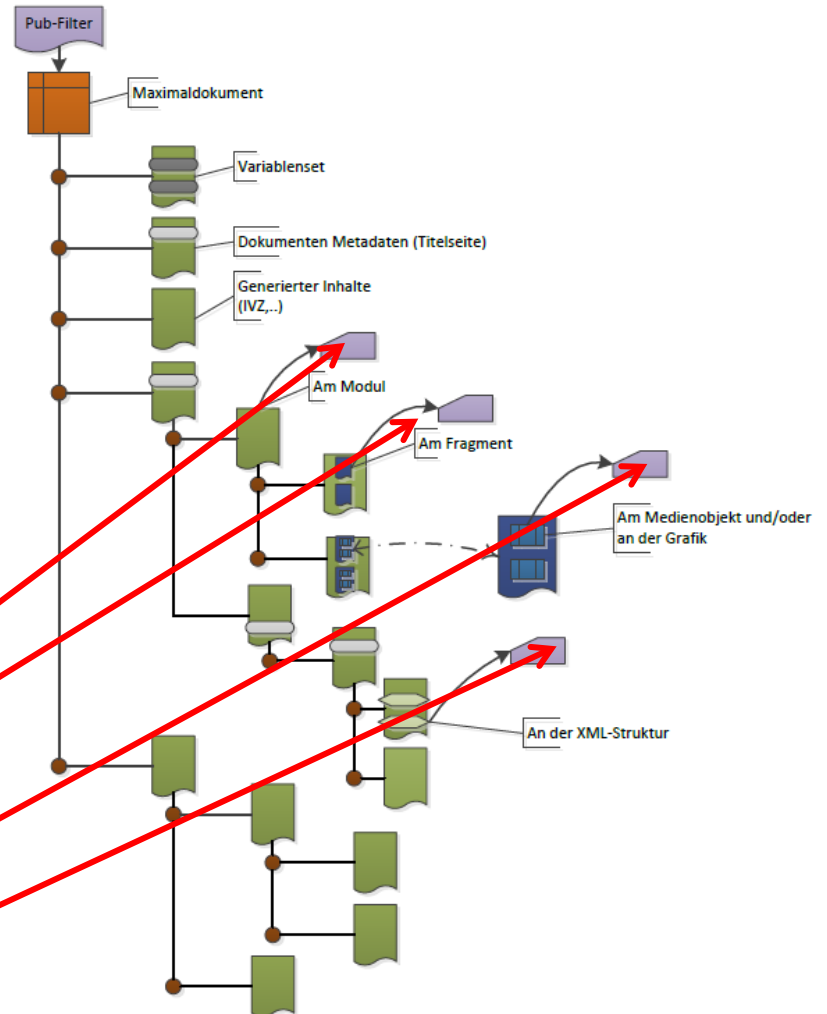 Pub-Filter
Maximaldokument
Variablenset
Dokumenten Metadaten (Titelseite)
Generierter Inhalte
(IVZ,..)
Am Modul
Am Fragment
Am Medienobjekt und/oder
an der Grafik
An der XML-Struktur